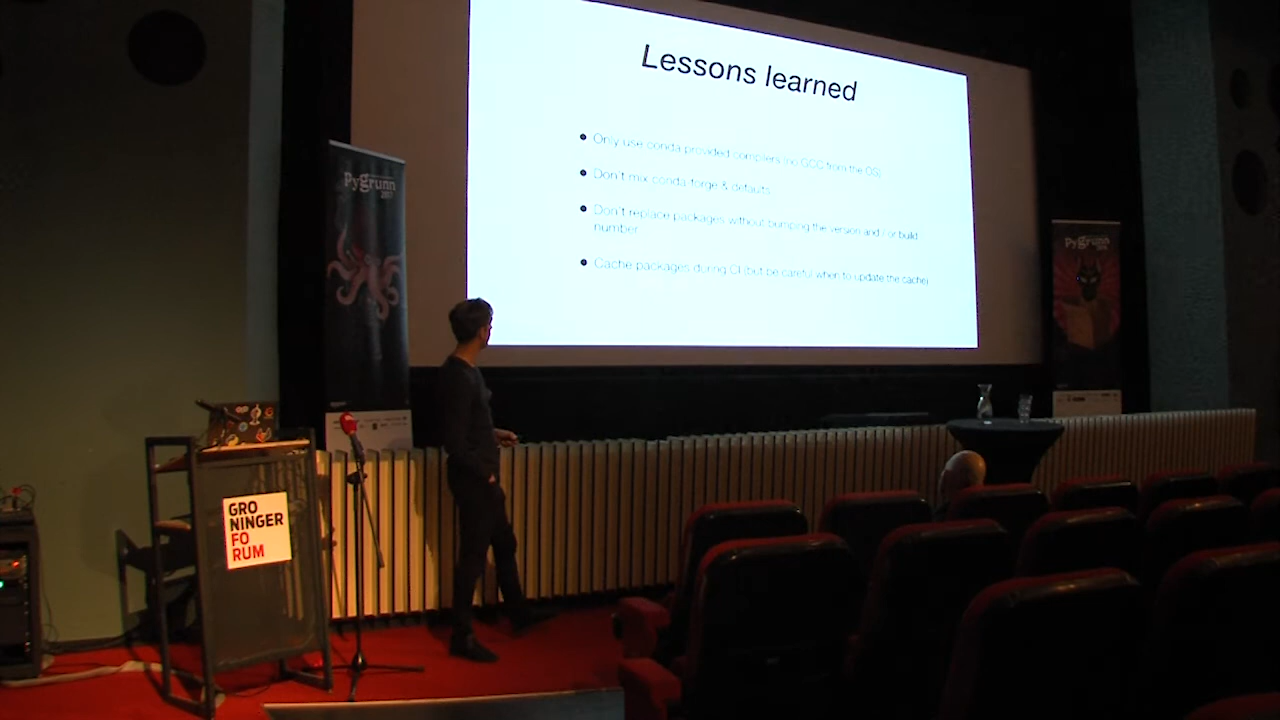 Lessons learned
Only use conda provided compilers (no GCC from the OS)
Don't mix conda-forge & defaults
Don't replace packages without bumping the version and / or build
number
Cache packages during CI (but be careful when to update the cache)
PyGrunn
2017
PyGrunn
GRO
NINGER
FO
RUM